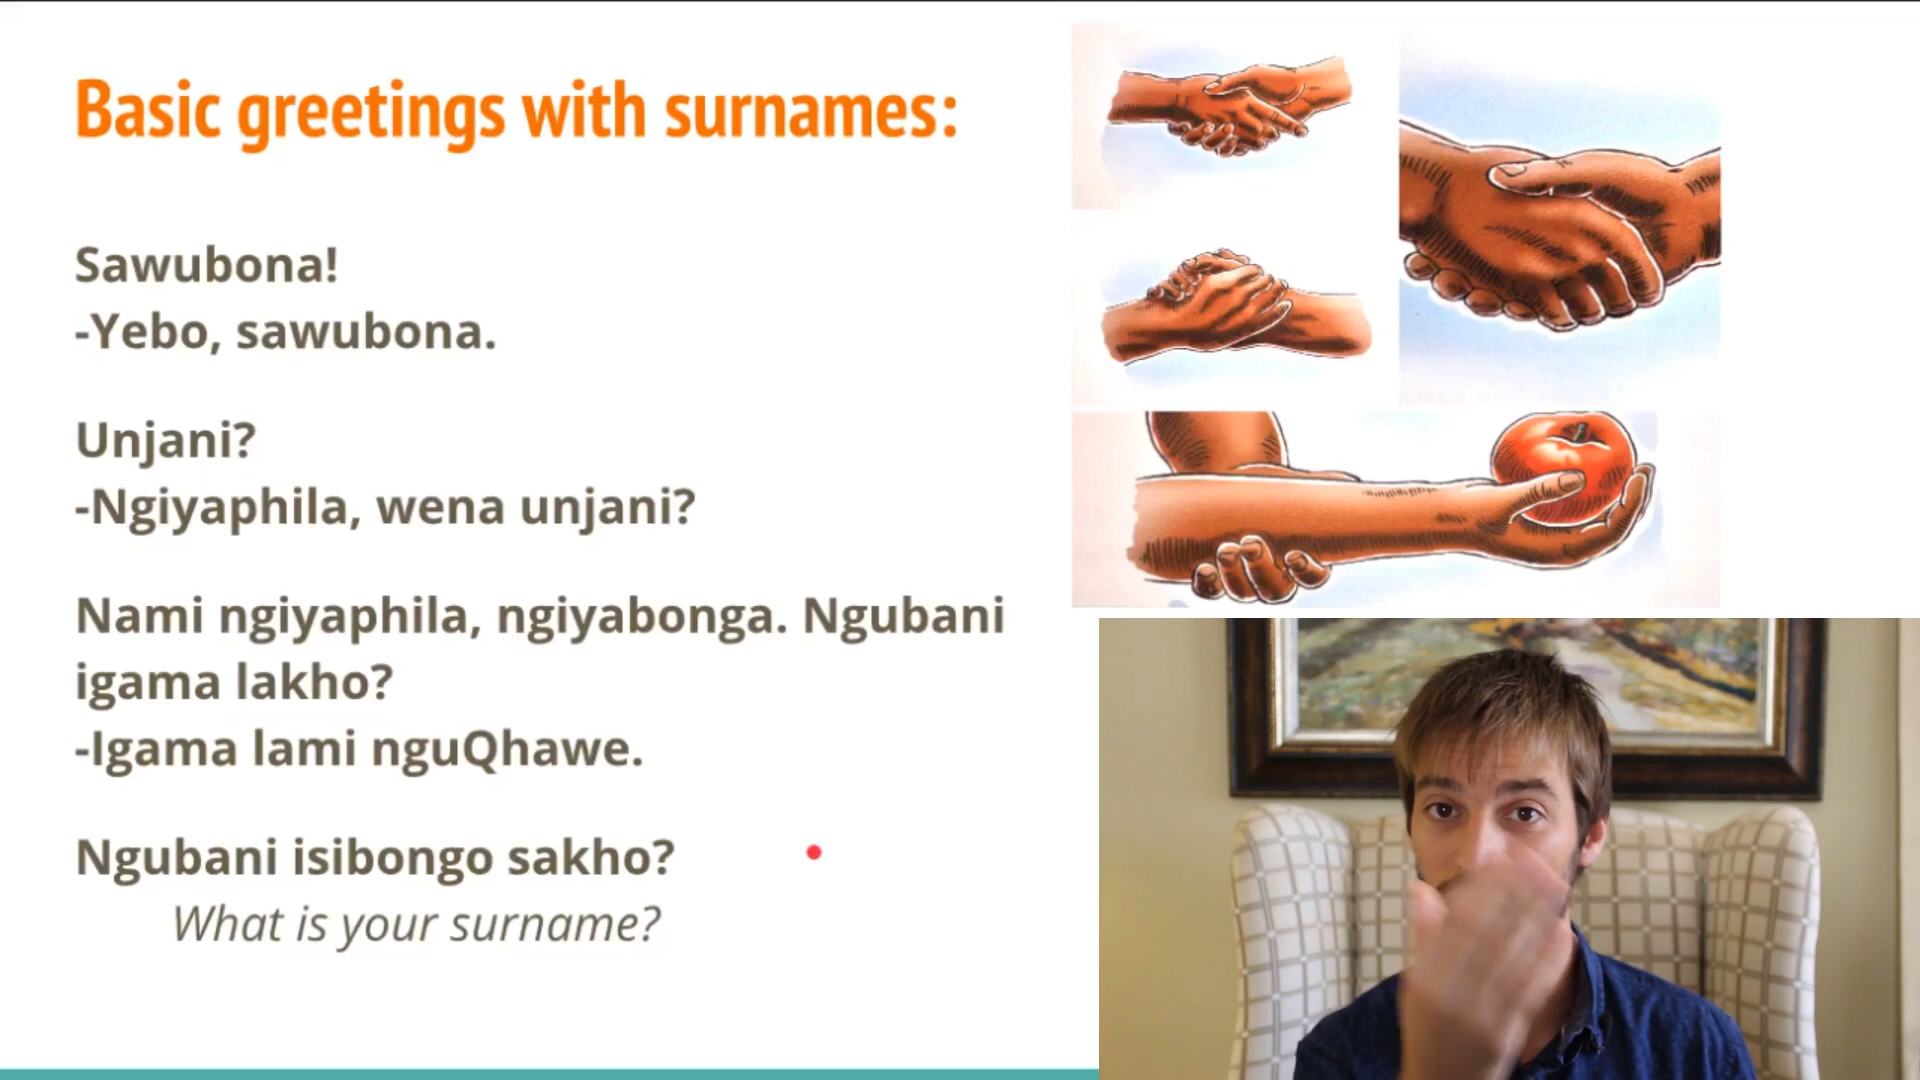 Basic greetings with surnames:
Sawubona!
-Yebo, sawubona.
Unjani?
-Ngiyaphila, wena unjani?
Nami ngiyaphila, ngiyabonga. Ngubani
igama lakho?
-Igama lami nguQhawe.
Ngubani isibongo sakho?
What is your surname?